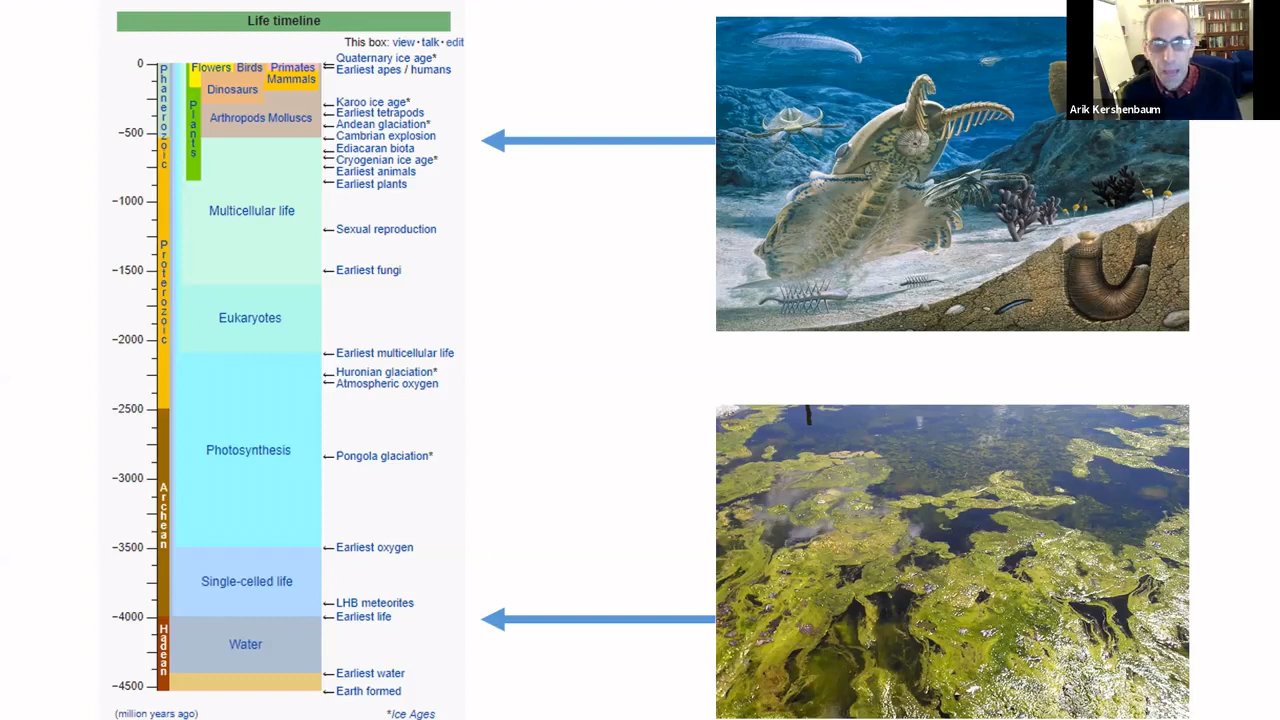 Life timeline
This box: view · talk · edit
0
−500
−1000
−1500
−2000
−2500
−3000
−3500
−4000
−4500
(million years ago)
Phanerozoic
Proterozoic
Archean
Hadean
Flowers
Birds
Primates
Mammals
Dinosaurs
Plants
Arthropods Molluscs
Multicellular life
Eukaryotes
Photosynthesis
Single-celled life
Water
←Quaternary ice age*
←Earliest apes / humans
←Karoo ice age*
←Earliest tetrapods
←Andean glaciation*
←Cambrian explosion
←Ediacaran biota
←Cryogenian ice age*
←Earliest animals
←Earliest plants
←Sexual reproduction
←Earliest fungi
←Earliest multicellular life
←Huronian glaciation*
←Atmospheric oxygen
←Pongola glaciation*
←Earliest oxygen
←LHB meteorites
←Earliest life
←Earliest water
←Earth formed
*Ice Ages
Arik Kershenbaum